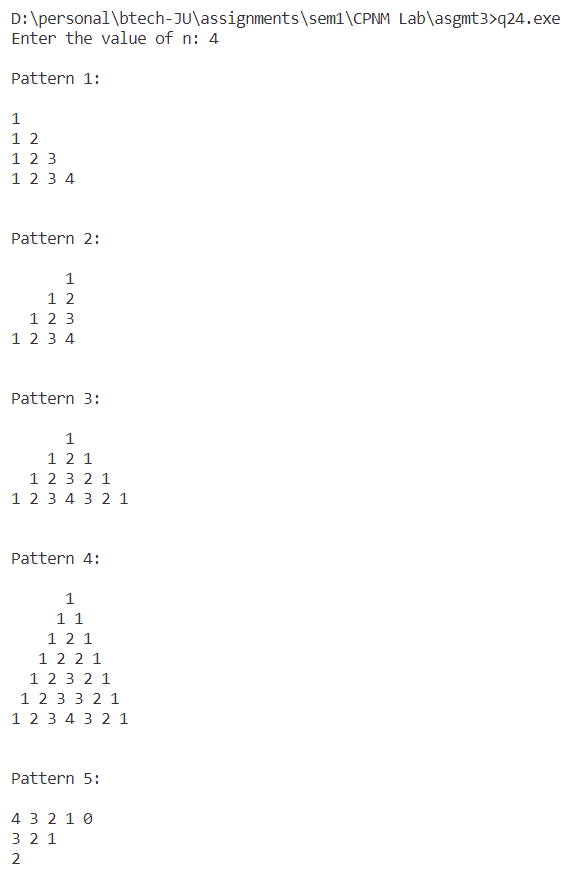 D:\personal\btech-JU\assignments\sem1\CPNM Lab\asgmt3>q24.exe
Enter the value of n: 4
Pattern 1:
1
1 2
1 2 3
1 2 3 4
Pattern 2:
      1
    1 2
  1 2 3
1 2 3 4
Pattern 3:
      1
    1 2 1
  1 2 3 2 1
1 2 3 4 3 2 1
Pattern 4:
      1
     1 1
    1 2 1
   1 2 2 1
  1 2 3 2 1
 1 2 3 3 2 1
1 2 3 4 3 2 1
Pattern 5:
4 3 2 1 0
3 2 1
2